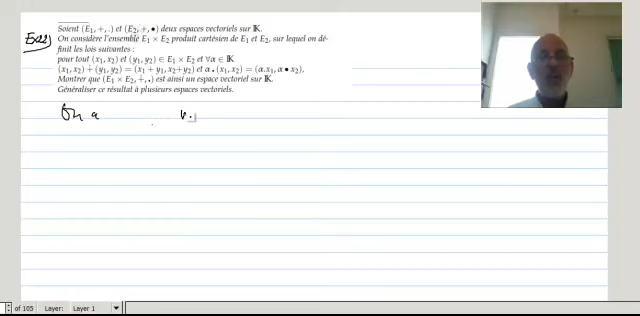 Ex22) Soient (E₁, +, .) et (E₂, +, •) deux espaces vectoriels sur 𝕂.
On considère l'ensemble E₁ × E₂ produit cartésien de E₁ et E₂, sur lequel on dé-
finit les lois suivantes :
pour tout (x₁, x₂) et (y₁, y₂) ∈ E₁ × E₂ et ∀α ∈ 𝕂
(x₁, x₂) + (y₁, y₂) = (x₁ + y₁, x₂+y₂) et α . (x₁, x₂) = (α.x₁, α • x₂),
Montrer que (E₁ × E₂, +, .) est ainsi un espace vectoriel sur 𝕂.
Généraliser ce résultat à plusieurs espaces vectoriels.
On a
of 105 Layer: Layer 1